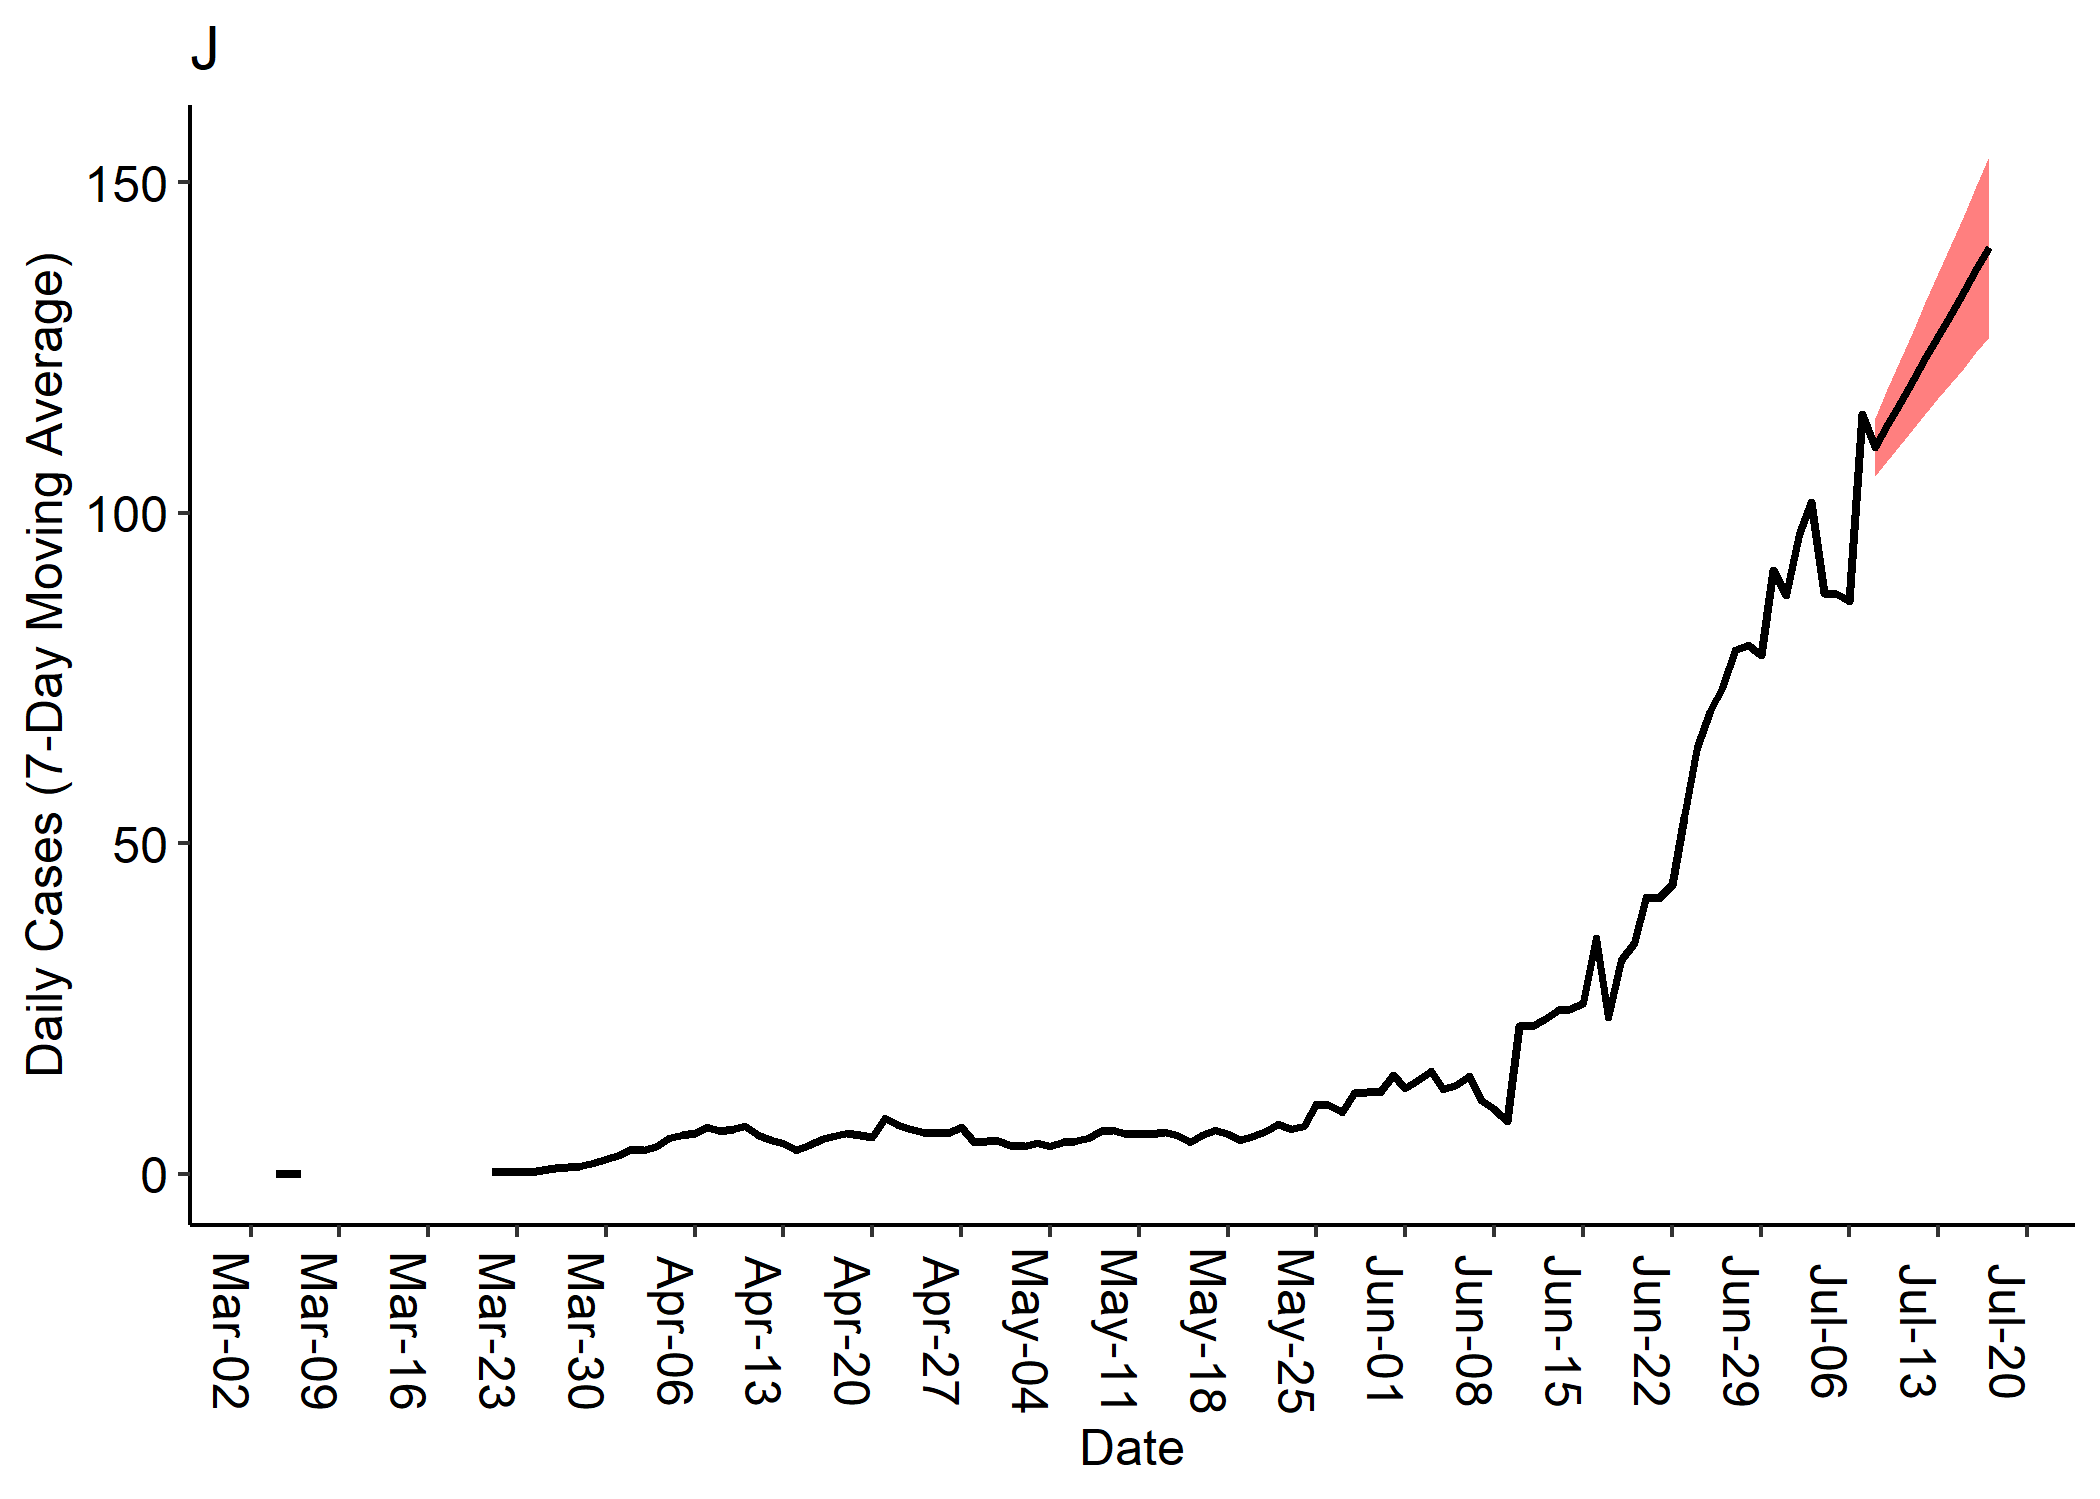 J
Daily Cases (7-Day Moving Average)
150
100
50
0
Mar-02
Mar-09
Mar-16
Mar-23
Mar-30
Apr-06
Apr-13
Apr-20
Apr-27
May-04
May-11
May-18
May-25
Jun-01
Jun-08
Jun-15
Jun-22
Jun-29
Jul-06
Jul-13
Jul-20
Date